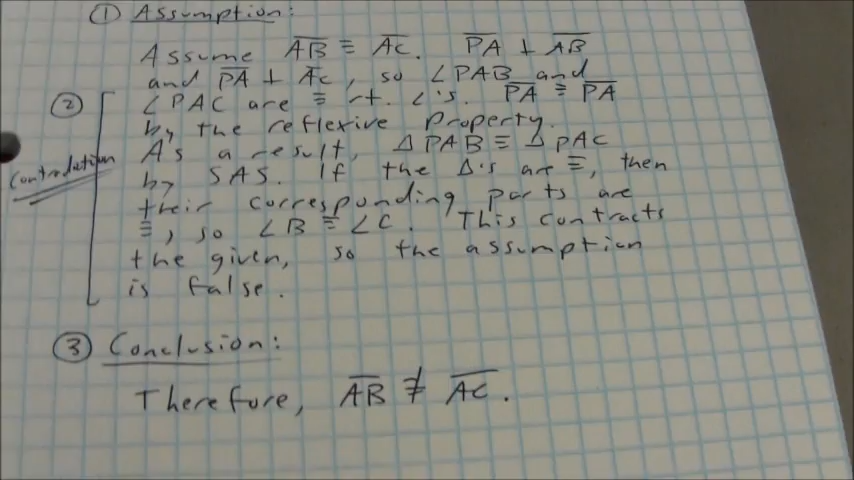 ① Assumption:
Assume AB ≡ AC. PA ⊥ AB
and PA ⊥ AC, so ∠PAB and
② ∠PAC are ≡ rt. ∠'s. PA ≡ PA
by the reflexive property.
As a result, ΔPAB ≡ ΔPAC
Contradiction by SAS. If the Δ's are ≡, then
their corresponding parts are
≡, so ∠B ≡ ∠C. This contracts
the given, so the assumption
is false.
③ Conclusion:
Therefore, AB ≢ AC.